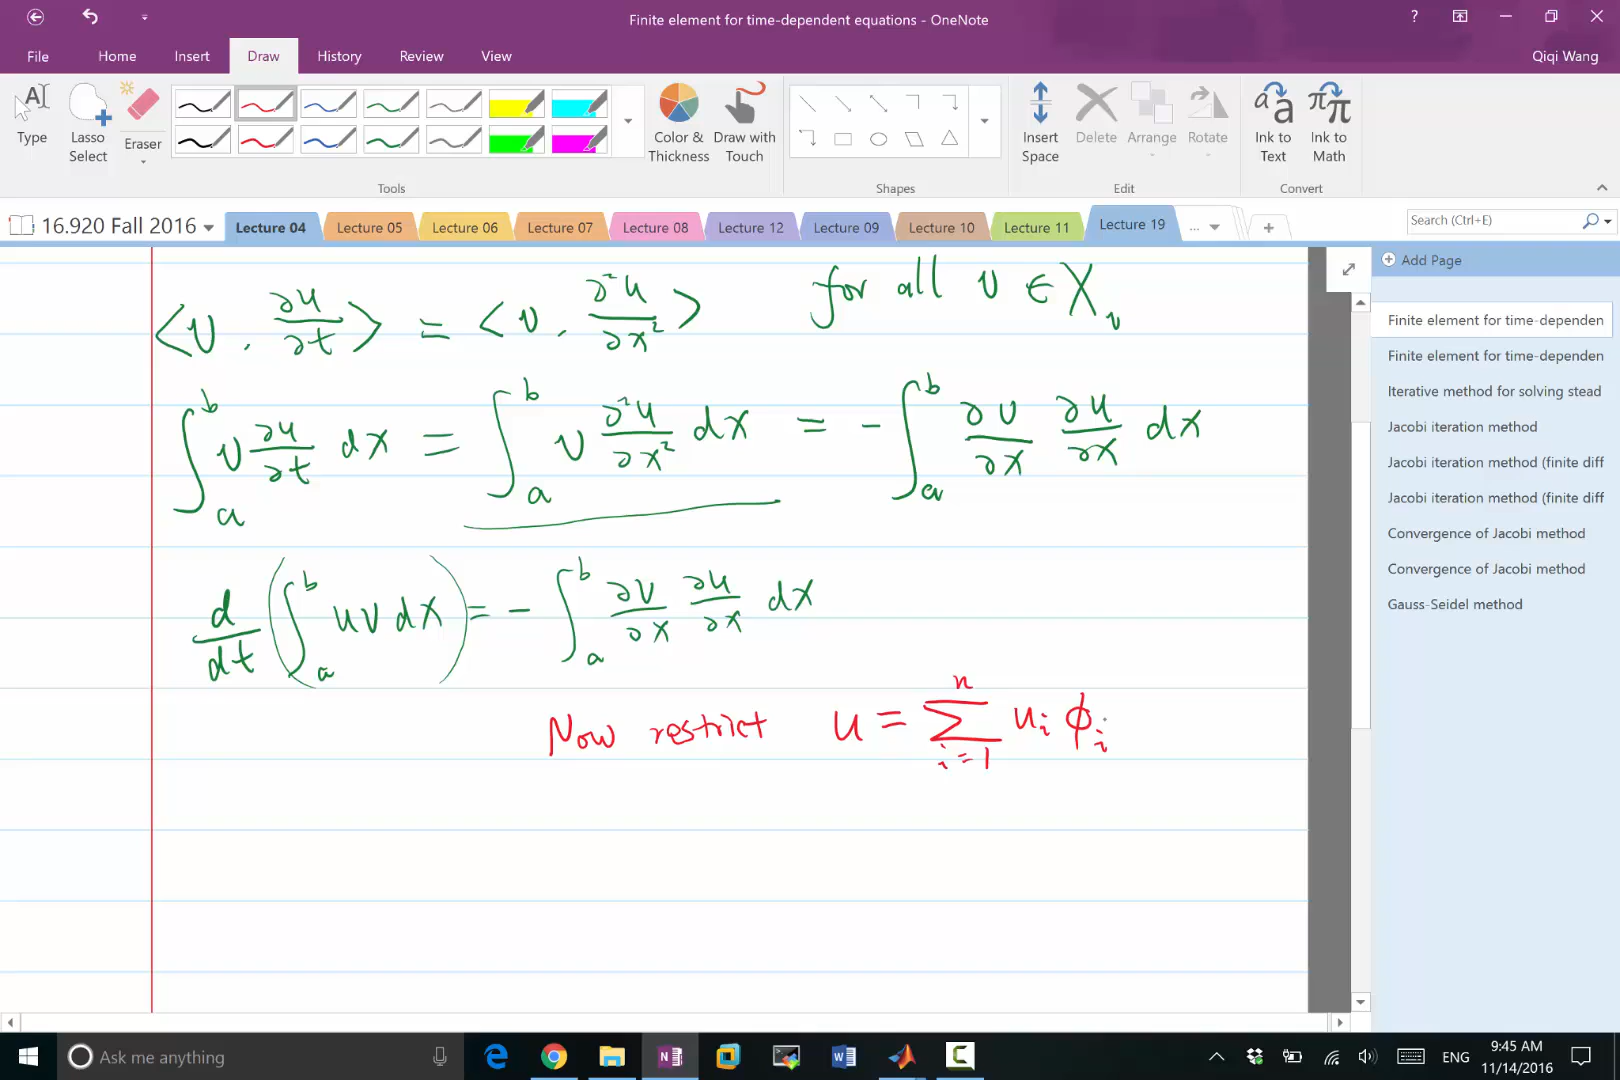 Finite element for time-dependent equations - OneNote
?
File Home Insert Draw History Review View
Qiqi Wang
Type
Lasso Select
Eraser
Color & Thickness
Draw with Touch
Insert Space
Delete
Arrange
Rotate
Ink to Text
Ink to Math
Tools
Shapes
Edit
Convert
16.920 Fall 2016
Lecture 04 Lecture 05 Lecture 06 Lecture 07 Lecture 08 Lecture 12 Lecture 09 Lecture 10 Lecture 11 Lecture 19 ...
Search (Ctrl+E)
Add Page
Finite element for time-dependen
Finite element for time-dependen
Iterative method for solving stead
Jacobi iteration method
Jacobi iteration method (finite diff
Jacobi iteration method (finite diff
Convergence of Jacobi method
Convergence of Jacobi method
Gauss-Seidel method
<v, ∂u/∂t> = <v, ∂²u/∂x²> for all v ∈ X_v
∫_a^b v ∂u/∂t dx = ∫_a^b v ∂²u/∂x² dx = - ∫_a^b ∂v/∂x ∂u/∂x dx
d/dt (∫_a^b uv dx) = - ∫_a^b ∂v/∂x ∂u/∂x dx
Now restrict u = ∑_{i=1}^n u_i ϕ_i
Ask me anything
ENG
9:45 AM
11/14/2016